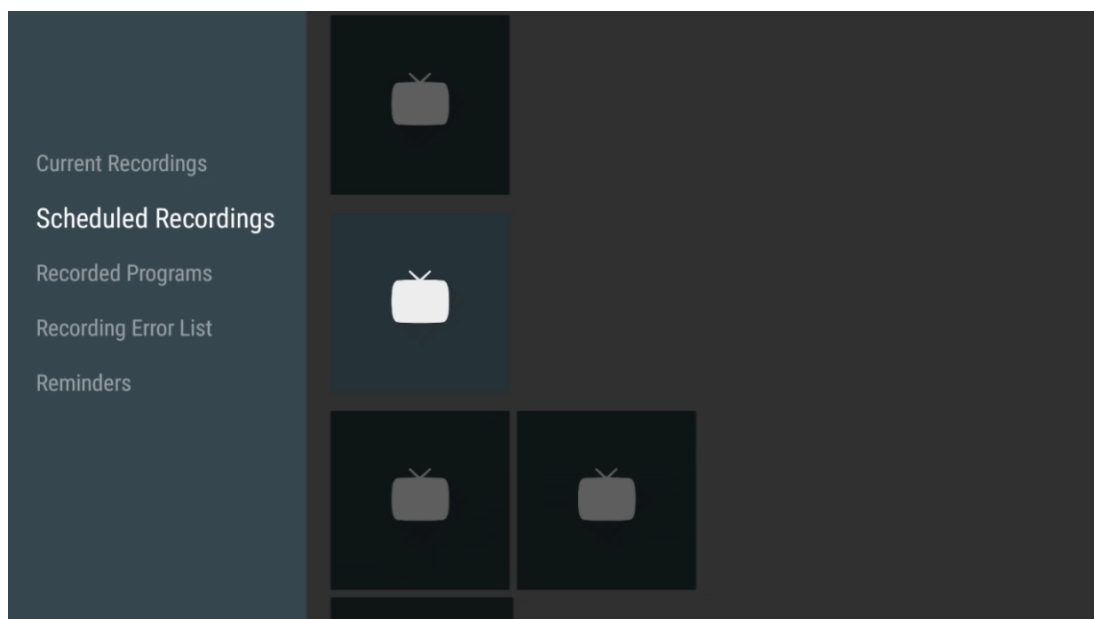 Current Recordings
Scheduled Recordings
Recorded Programs
Recording Error List
Reminders